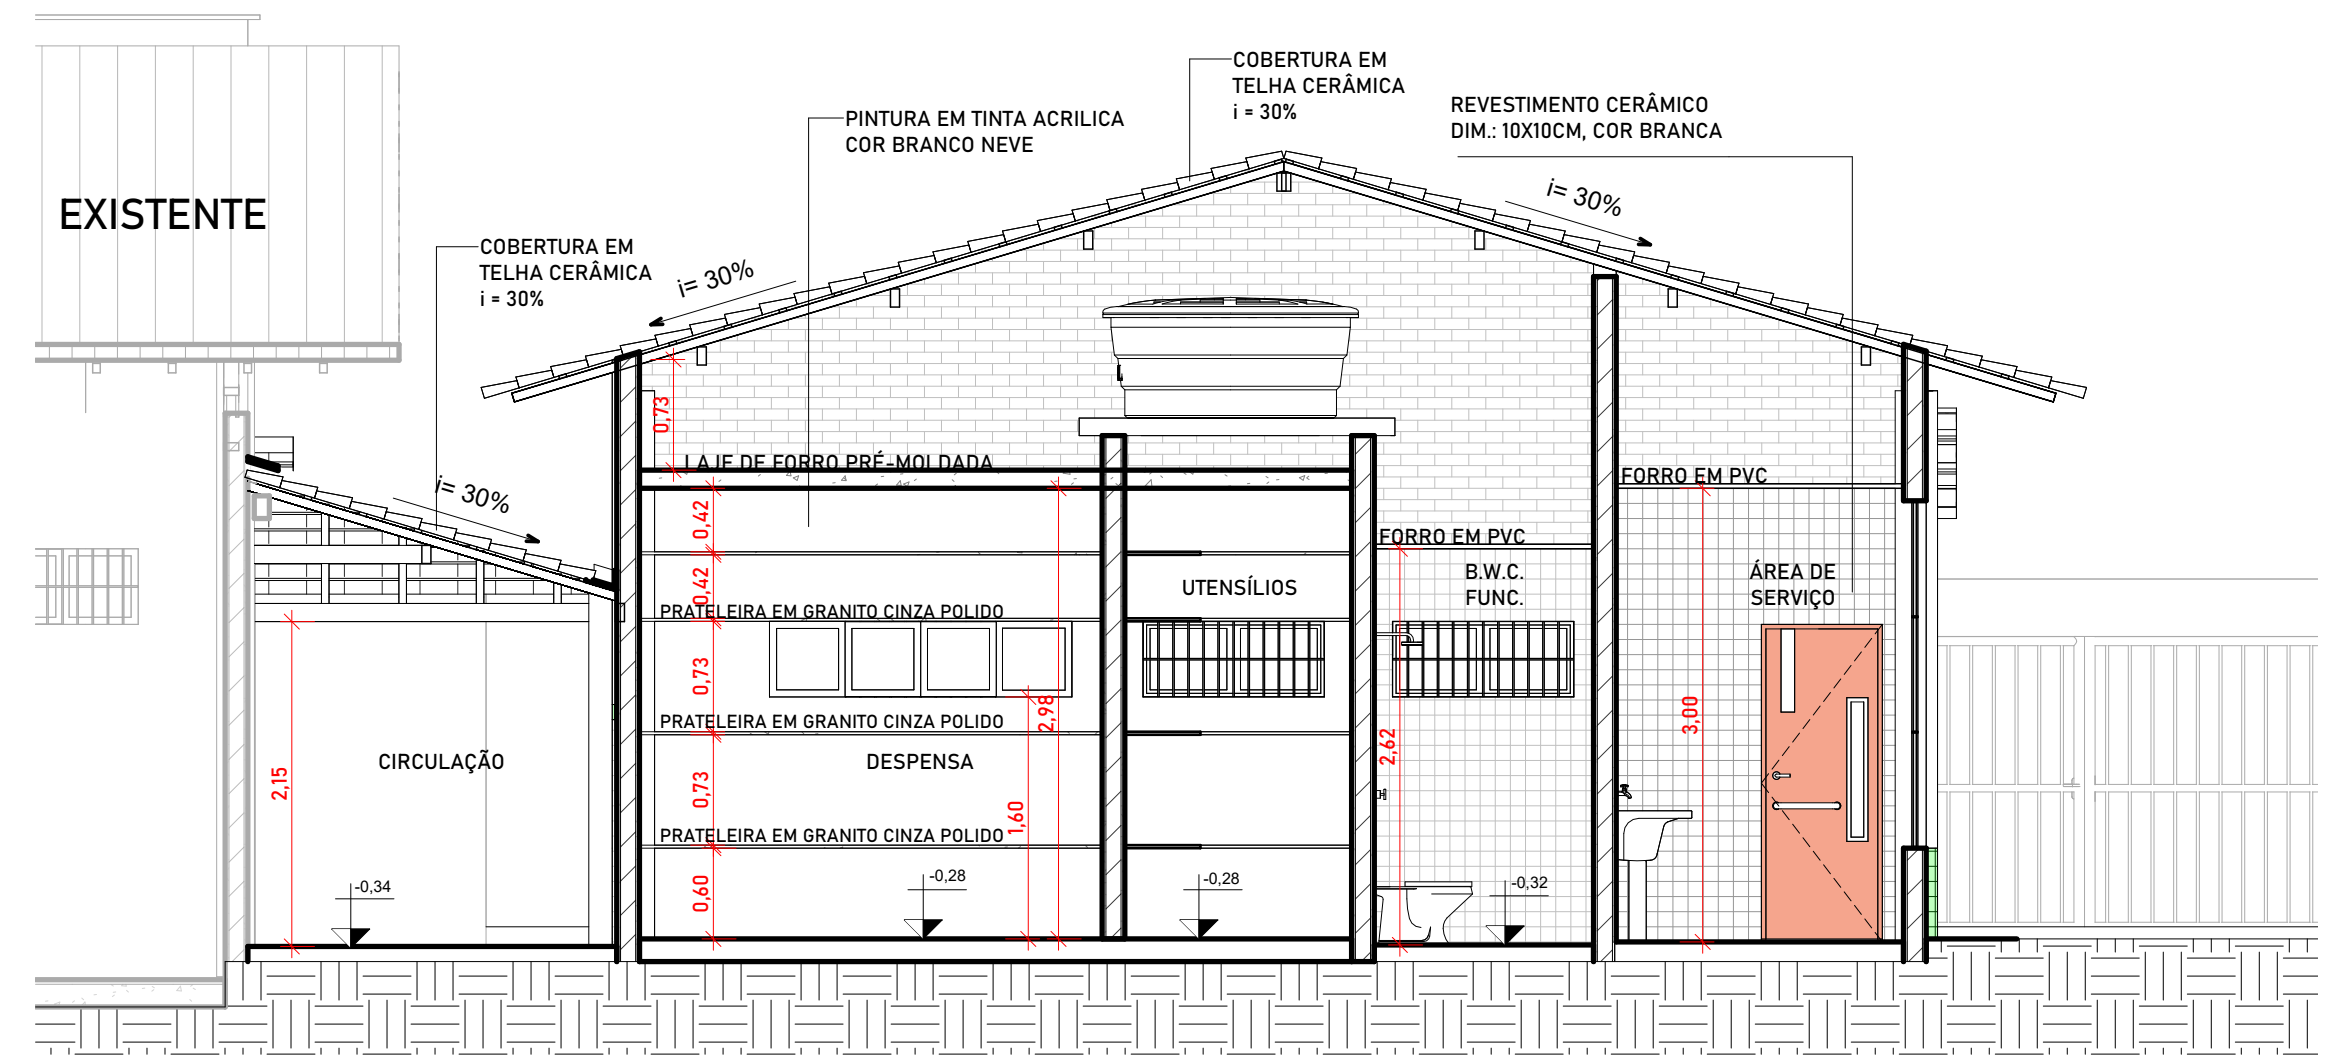 COBERTURA EM
TELHA CERÂMICA
i = 30%
PINTURA EM TINTA ACRILICA
COR BRANCO NEVE
REVESTIMENTO CERÂMICO
DIM.: 10X10CM, COR BRANCA
EXISTENTE
i= 30%
COBERTURA EM
TELHA CERÂMICA
i = 30%
i= 30%
i= 30%
0,73
LAJE DE FORRO PRÉ-MOLDADA
FORRO EM PVC
FORRO EM PVC
0,42
0,42
UTENSÍLIOS
B.W.C.
FUNC.
ÁREA DE
SERVIÇO
PRATELEIRA EM GRANITO CINZA POLIDO
0,73
2,98
3,00
PRATELEIRA EM GRANITO CINZA POLIDO
2,62
CIRCULAÇÃO
DESPENSA
2,15
0,73
1,60
PRATELEIRA EM GRANITO CINZA POLIDO
0,60
-0,34
-0,28
-0,28
-0,32